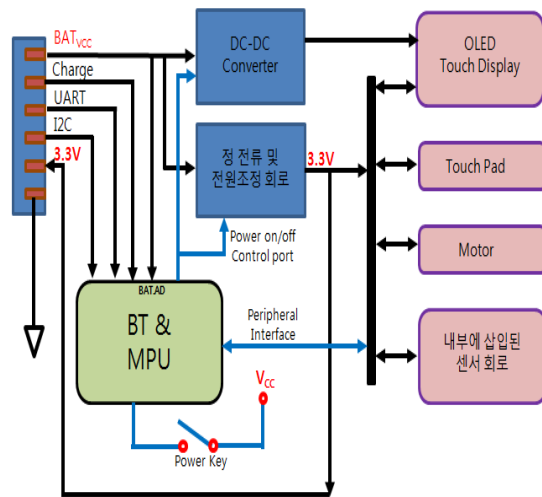 BATVCC
Charge
UART
I2C
3.3V
DC-DC
Converter
OLED
Touch Display
정 전류 및
전원조정 회로
3.3V
Touch Pad
Power on/off
Control port
Motor
BAT.AD
BT &
MPU
Peripheral
Interface
내부에 삽입된
센서 회로
VCC
Power Key